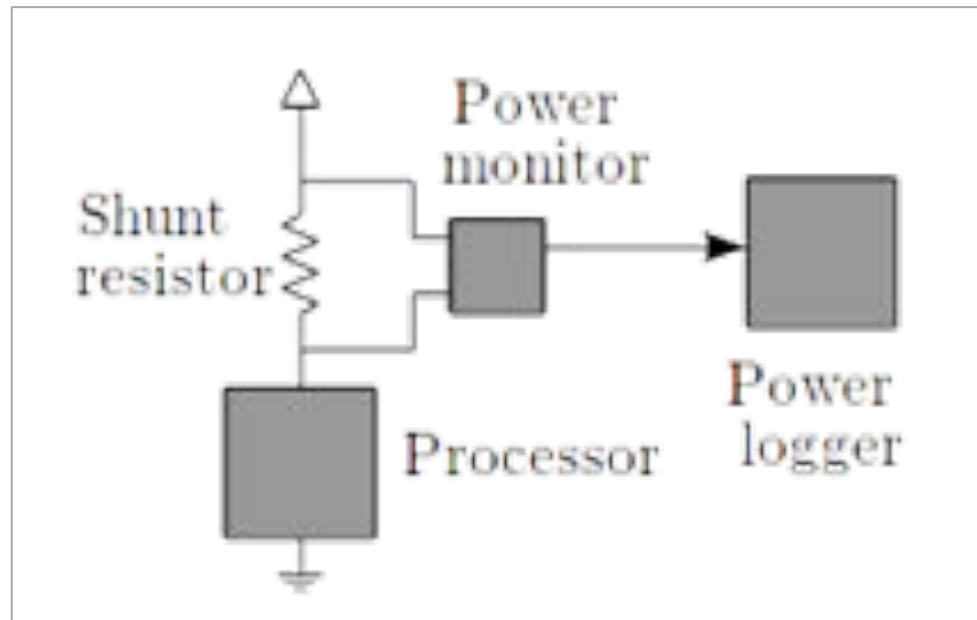 Power
monitor
Shunt
resistor
Power
logger
Processor